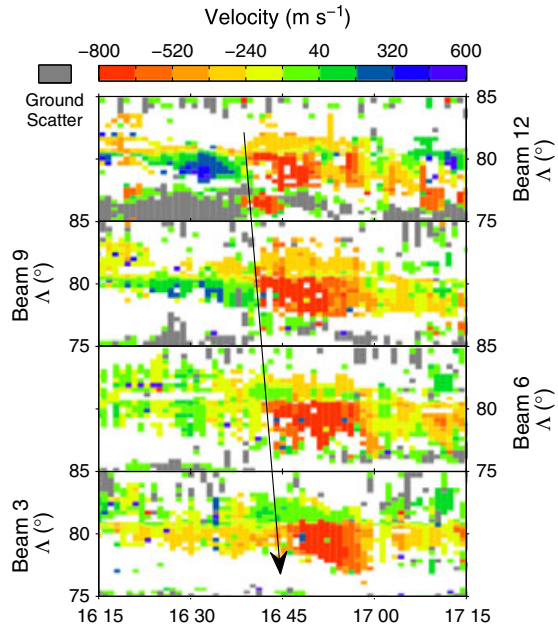 Velocity (m s⁻¹)
−800 −520 −240 40 320 600
Ground
Scatter
85
80
75
Beam 12
Λ (°)
85
80
75
Beam 9
Λ (°)
85
80
75
Beam 6
Λ (°)
85
80
75
Beam 3
Λ (°)
16 15 16 30 16 45 17 00 17 15